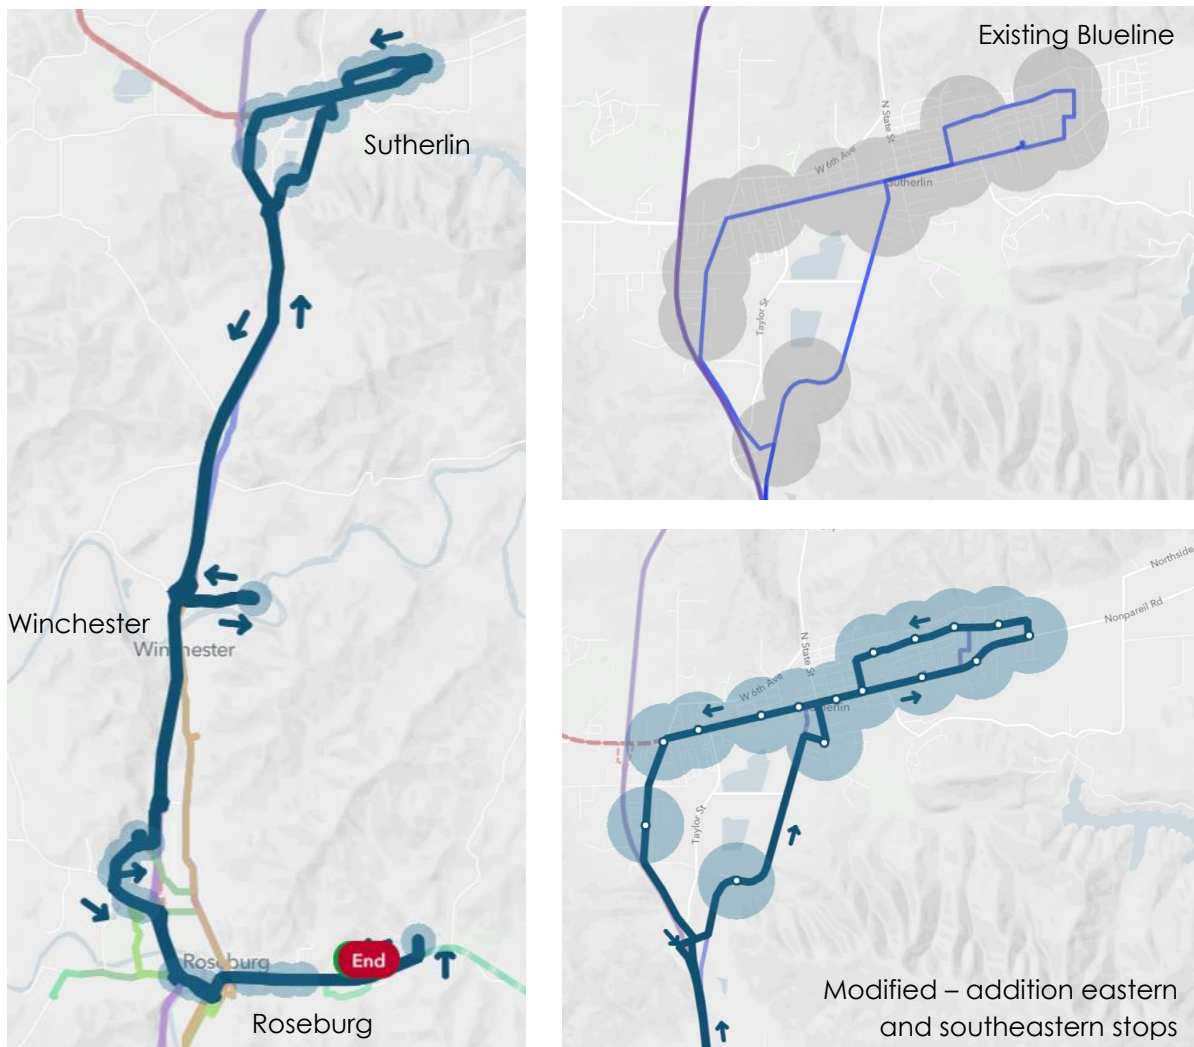 Sutherlin
Winchester
Winchester
Roseburg
End
Roseburg
Existing Blueline
N State St
W 6th Ave
Sutherlin
Taylor St
Northside
Nonpareil Rd
N State St
W 6th Ave
Taylor St
Modified – addition eastern
and southeastern stops